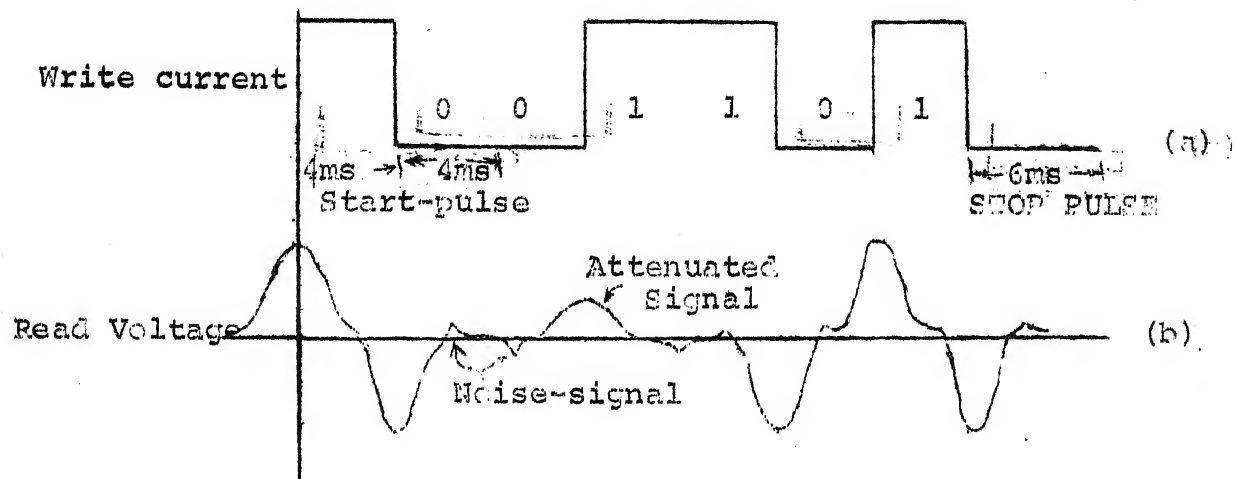 Write current
0 0 1 1 0 1
(a)
4ms 4ms 6ms
Start-pulse STOP PULSE
Attenuated
Signal
Read Voltage
(b)
Noise-signal